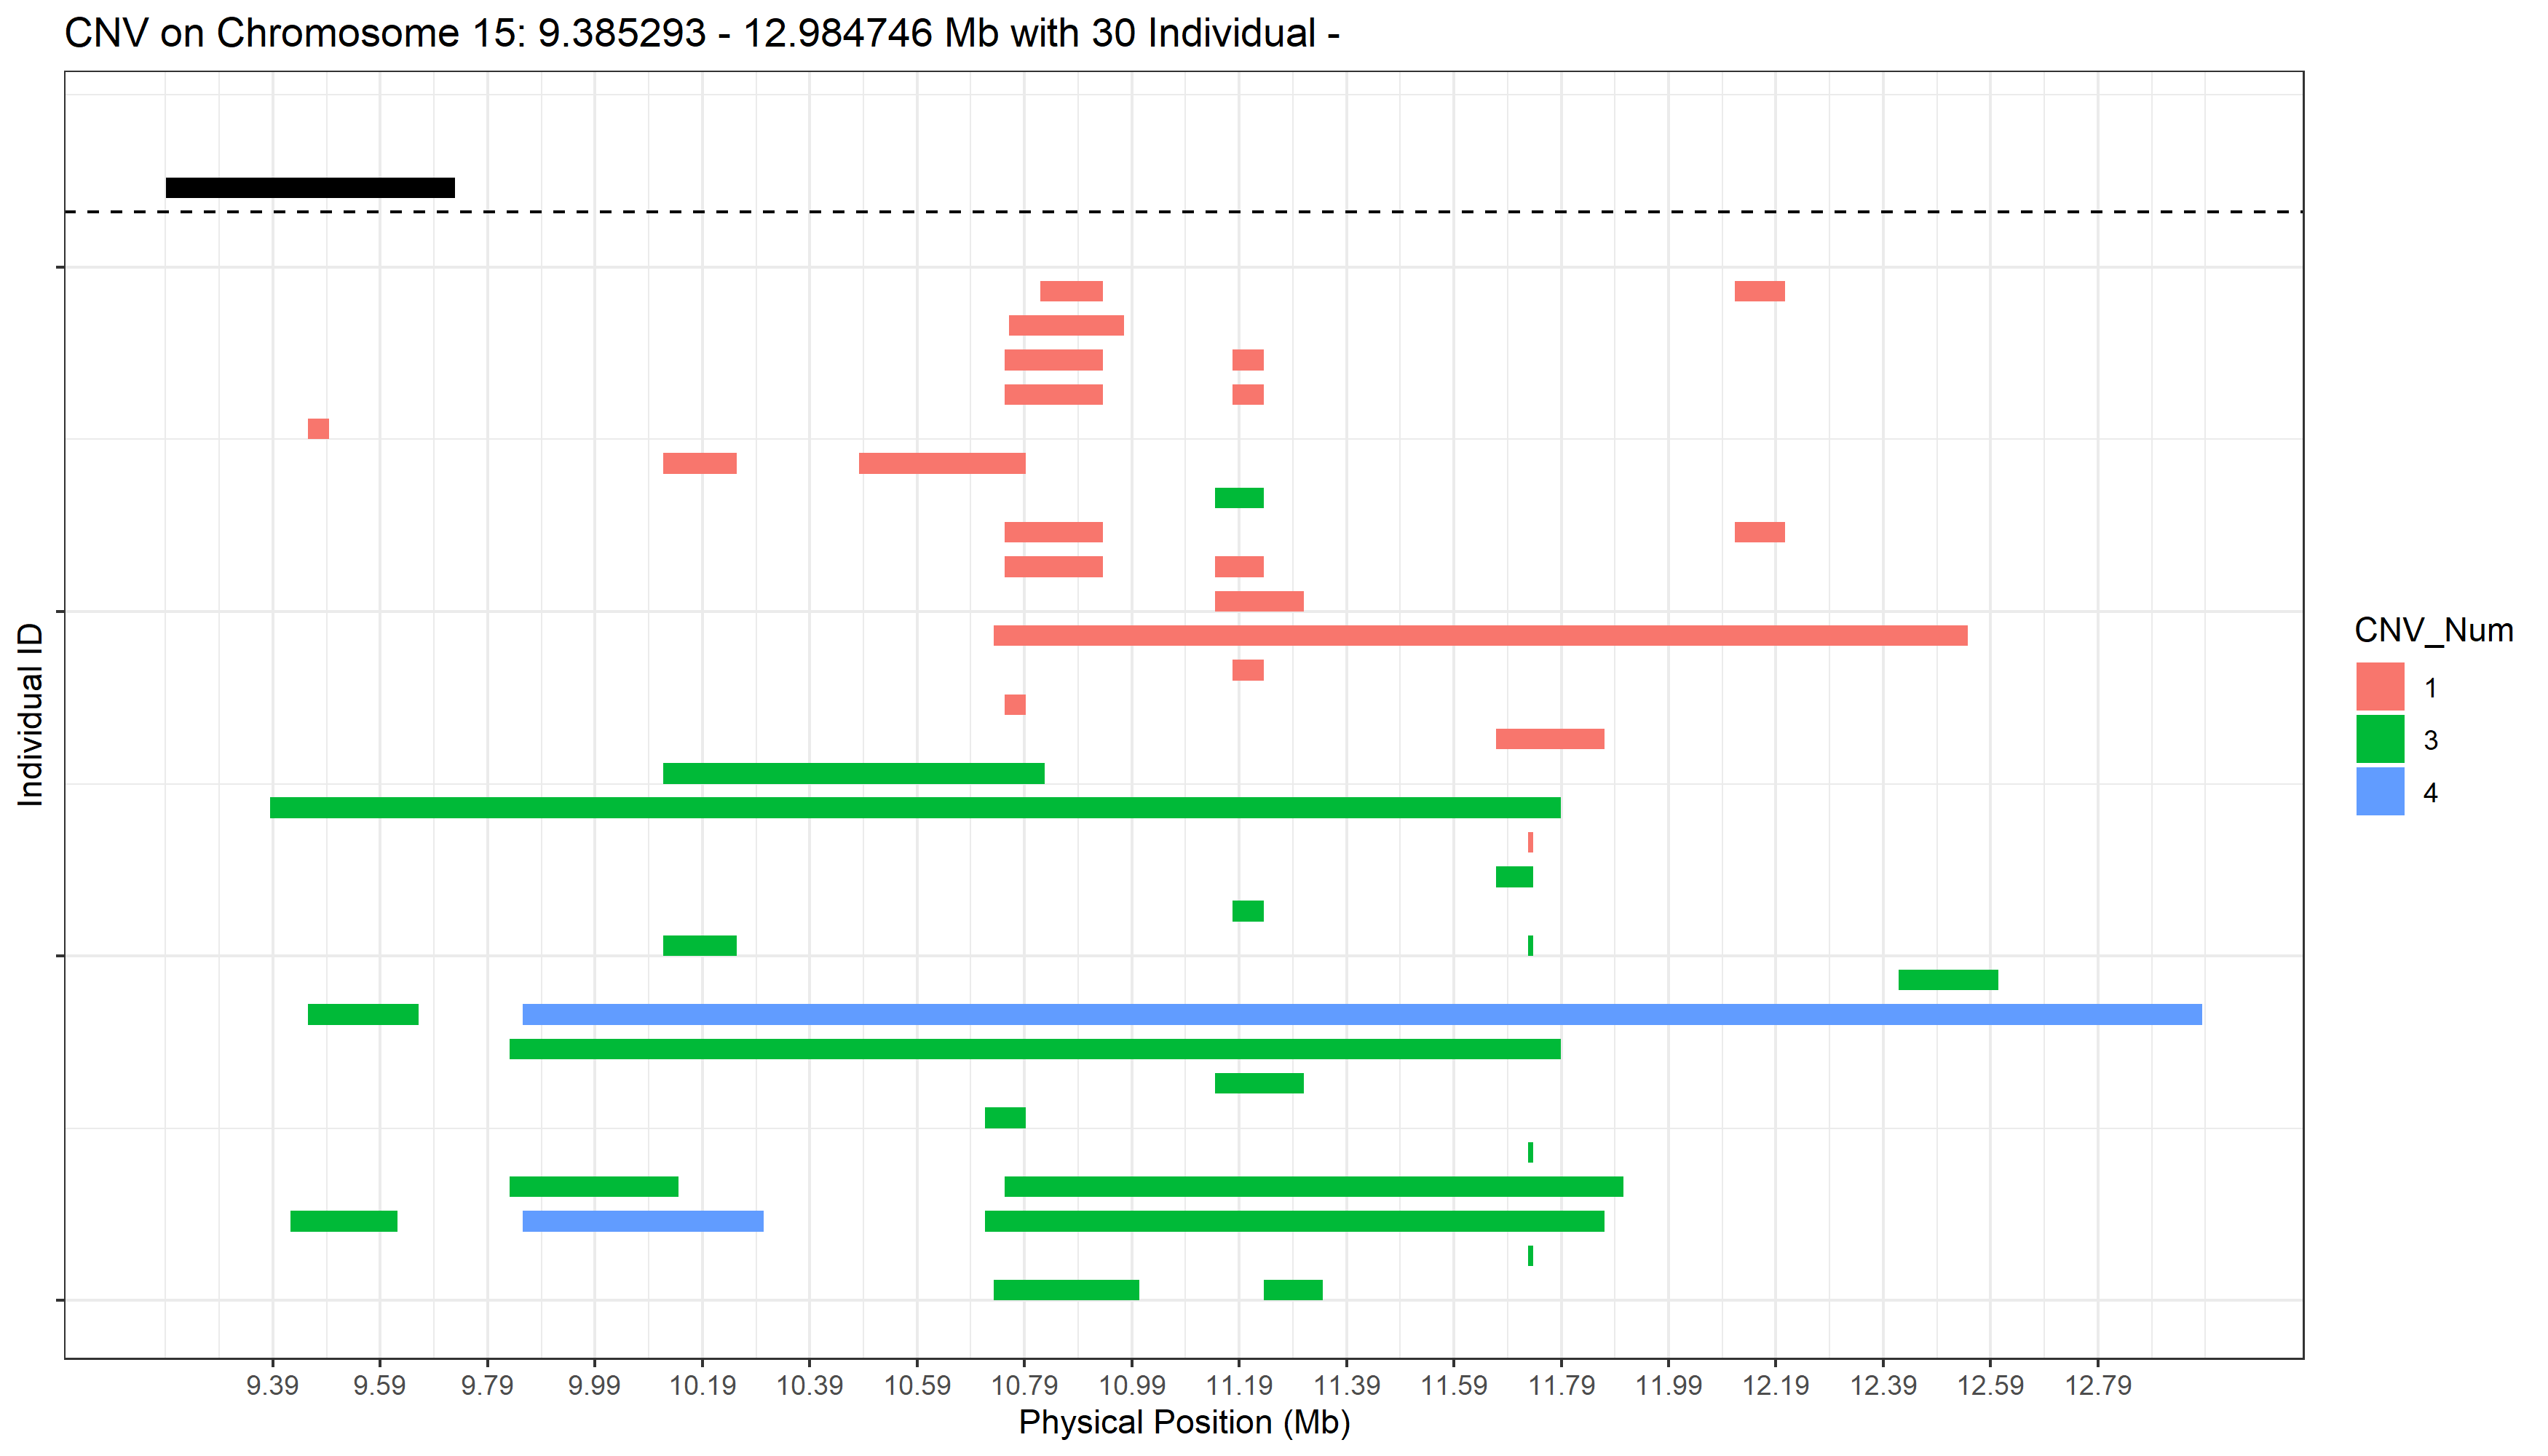 CNV on Chromosome 15: 9.385293 - 12.984746 Mb with 30 Individual -
Individual ID
CNV_Num
1
3
4
9.39 9.59 9.79 9.99 10.19 10.39 10.59 10.79 10.99 11.19 11.39 11.59 11.79 11.99 12.19 12.39 12.59 12.79
Physical Position (Mb)